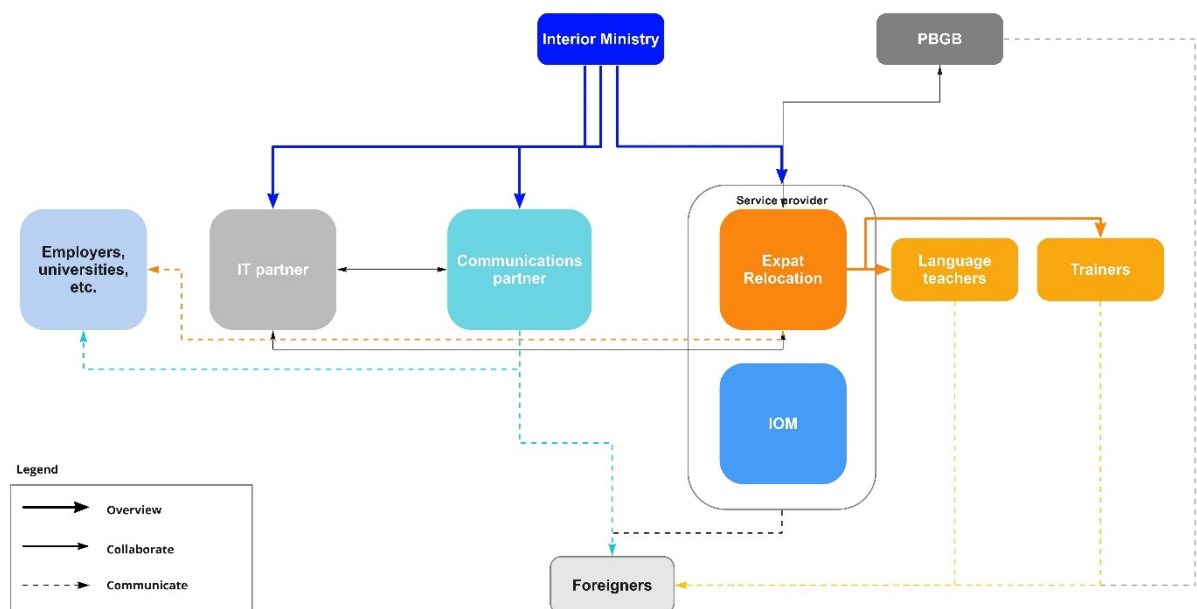 Interior Ministry
PBGB
Service provider
Employers,
universities,
etc.
IT partner
Communications
partner
Expat
Relocation
Language
teachers
Trainers
IOM
Legend
Overview
Collaborate
Communicate
Foreigners